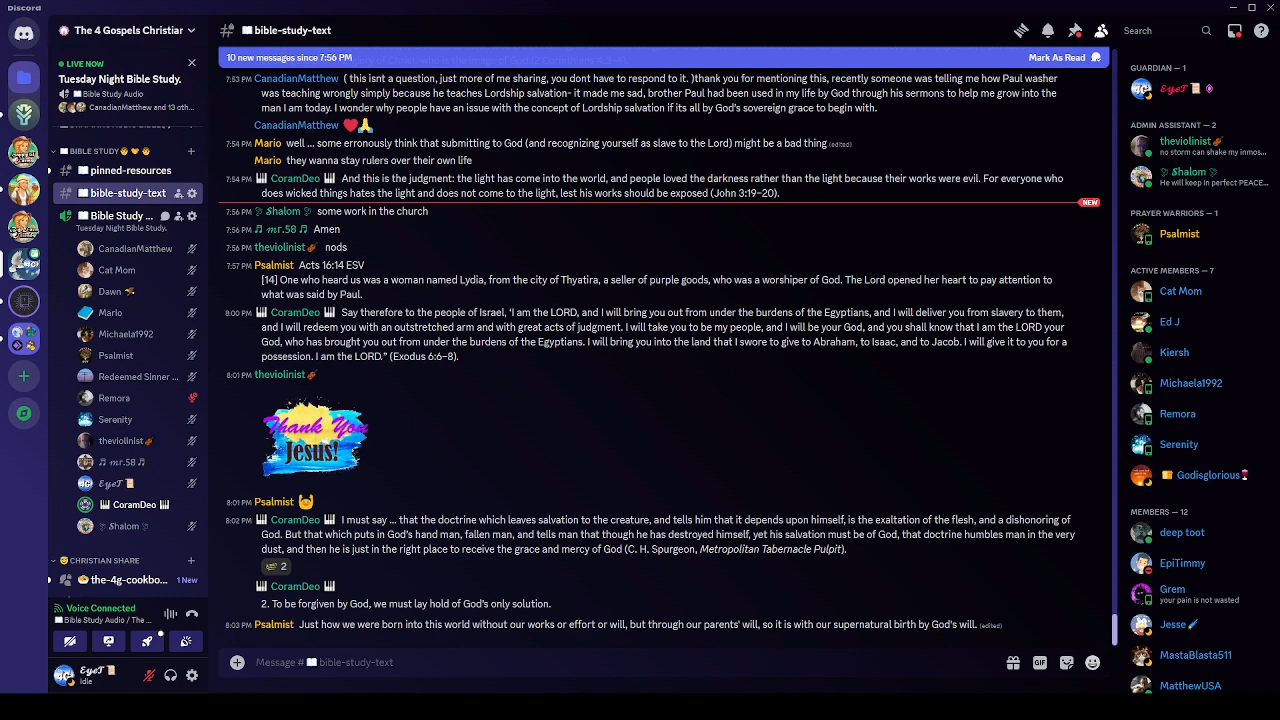 Discord
The 4 Gospels Christian
LIVE NOW
Tuesday Night Bible Study.
Bible Study Audio
CanadianMatthew and 13 oth...
BIBLE STUDY
pinned-resources
bible-study-text
Bible Study ...
Tuesday Night Bible Study.
CanadianMatthew
Cat Mom
Dawn
Mario
Michaela1992
Psalmist
Redeemed Sinner ...
Remora
Serenity
theviolinist
𝓶𝓻.58
𝓔𝔂𝓮𝓣
CoramDeo
𝓢halom
CHRISTIAN SHARE
the-4g-cookbo... 1 New
Voice Connected
Bible Study Audio / The ...
𝓔𝔂𝓮𝓣
Idle
bible-study-text
Search
10 new messages since 7:56 PM
Mark As Read
7:53 PM CanadianMatthew ( this isnt a question, just more of me sharing, you dont have to respond to it. )thank you for mentioning this, recently someone was telling me how Paul washer
was teaching wrongly simply because he teaches Lordship salvation- it made me sad, brother Paul had been used in my life by God through his sermons to help me grow into the
man I am today. I wonder why people have an issue with the concept of Lordship salvation if its all by God's sovereign grace to begin with.
CanadianMatthew ❤️🙏
7:54 PM Mario well ... some erronously think that submitting to God (and recognizing yourself as slave to the Lord) might be a bad thing (edited)
Mario they wanna stay rulers over their own life
7:54 PM CoramDeo And this is the judgment: the light has come into the world, and people loved the darkness rather than the light because their works were evil. For everyone who
does wicked things hates the light and does not come to the light, lest his works should be exposed (John 3:19–20).
NEW
7:56 PM 𝓢halom some work in the church
7:56 PM 𝓶𝓻.58 Amen
7:56 PM theviolinist nods
7:57 PM Psalmist Acts 16:14 ESV
[14] One who heard us was a woman named Lydia, from the city of Thyatira, a seller of purple goods, who was a worshiper of God. The Lord opened her heart to pay attention to
what was said by Paul.
8:00 PM CoramDeo Say therefore to the people of Israel, 'I am the LORD, and I will bring you out from under the burdens of the Egyptians, and I will deliver you from slavery to them,
and I will redeem you with an outstretched arm and with great acts of judgment. I will take you to be my people, and I will be your God, and you shall know that I am the LORD your
God, who has brought you out from under the burdens of the Egyptians. I will bring you into the land that I swore to give to Abraham, to Isaac, and to Jacob. I will give it to you for a
possession. I am the LORD." (Exodus 6:6–8).
8:01 PM theviolinist
Thank You
Jesus!
8:01 PM Psalmist
8:02 PM CoramDeo I must say ... that the doctrine which leaves salvation to the creature, and tells him that it depends upon himself, is the exaltation of the flesh, and a dishonoring of
God. But that which puts in God's hand man, fallen man, and tells man that though he has destroyed himself, yet his salvation must be of God, that doctrine humbles man in the very
dust, and then he is just in the right place to receive the grace and mercy of God (C. H. Spurgeon, Metropolitan Tabernacle Pulpit).
2
CoramDeo
2. To be forgiven by God, we must lay hold of God's only solution.
8:03 PM Psalmist Just how we were born into this world without our works or effort or will, but through our parents' will, so it is with our supernatural birth by God's will. (edited)
Message # bible-study-text
GIF
GUARDIAN — 1
𝓔𝔂𝓮𝓣
ADMIN ASSISTANT — 2
theviolinist
no storm can shake my inmos...
𝓢halom
He will keep in perfect PEACE...
PRAYER WARRIORS — 1
Psalmist
ACTIVE MEMBERS — 7
Cat Mom
Ed J
Kiersh
Michaela1992
Remora
Serenity
Godisglorious
MEMBERS — 12
deep toot
EpiTimmy
Grem
your pain is not wasted
Jesse
MastaBlasta511
MatthewUSA